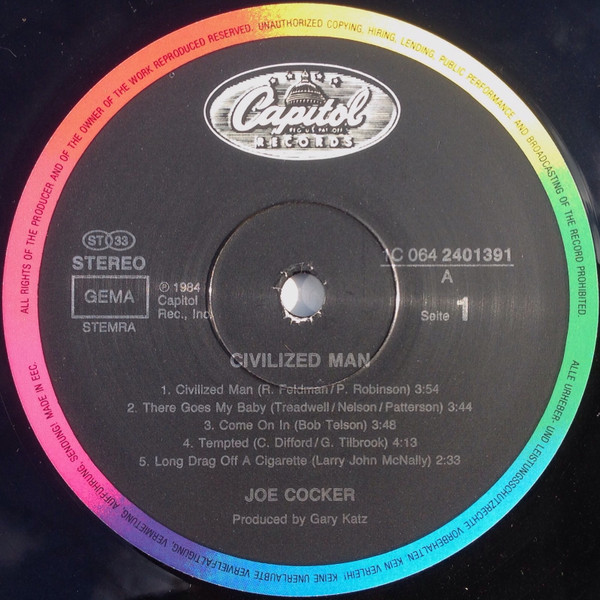 ALL RIGHTS OF THE PRODUCER AND OF THE OWNER OF THE WORK REPRODUCED RESERVED. UNAUTHORIZED COPYING, HIRING, LENDING, PUBLIC PERFORMANCE AND BROADCASTING OF THE RECORD PROHIBITED.
Capitol
REG US PAT OFF
RECORDS
ST 33
STEREO
GEMA
STEMRA
℗ 1984
Capitol
Rec., Inc.
1C 064 2401391
A
Seite 1
CIVILIZED MAN
1. Civilized Man (R. Feldman/P. Robinson) 3:54
2. There Goes My Baby (Treadwell/Nelson/Patterson) 3:44
3. Come On In (Bob Telson) 3:48
4. Tempted (C. Difford/G. Tilbrook) 4:13
5. Long Drag Off A Cigarette (Larry John McNally) 2:33
JOE COCKER
Produced by Gary Katz
ALLE URHEBER- UND LEISTUNGSSCHUTZRECHTE VORBEHALTEN. KEIN VERLEIH! KEINE UNERLAUBTE VERVIELFÄLTIGUNG, VERMIETUNG, AUFFÜHRUNG, SENDUNG! MADE IN EEC.